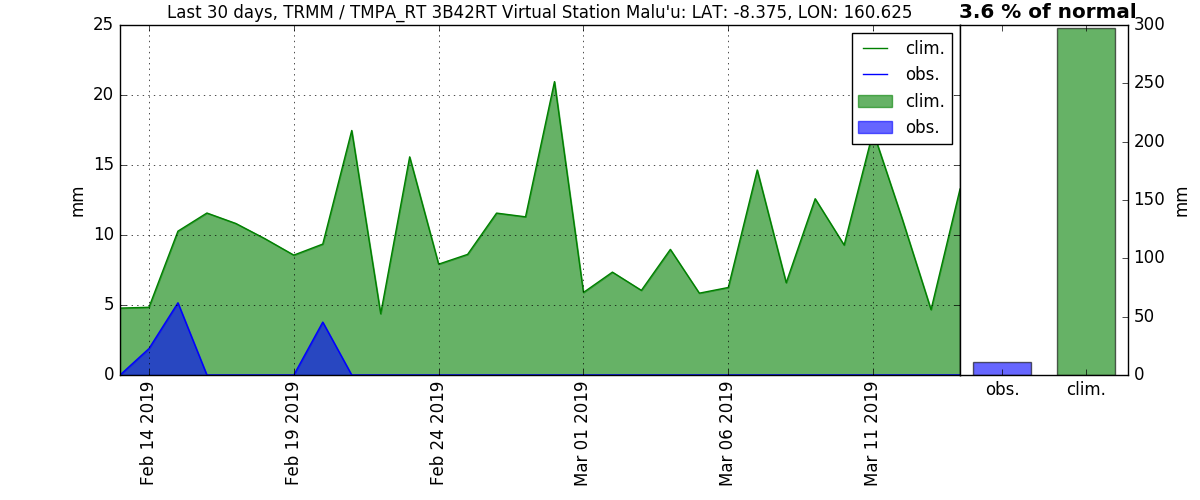 Last 30 days, TRMM / TMPA_RT 3B42RT Virtual Station Malu'u: LAT: -8.375, LON: 160.625
3.6 % of normal
25
20
15
10
5
0
mm
clim.
obs.
clim.
obs.
300
250
200
150
100
50
0
mm
Feb 14 2019
Feb 19 2019
Feb 24 2019
Mar 01 2019
Mar 06 2019
Mar 11 2019
obs.
clim.